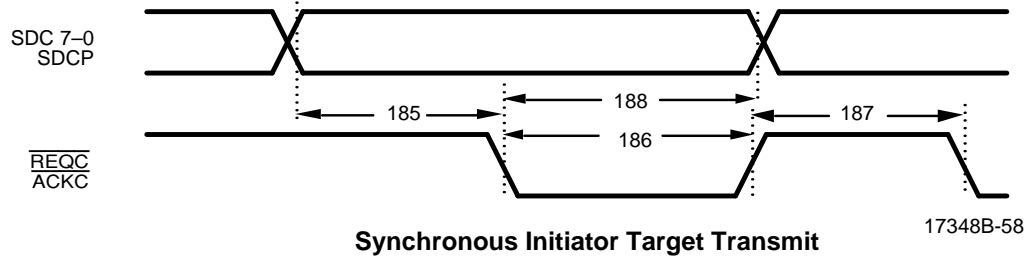 SDC 7–0
SDCP
185
188
186
187
REQC
ACKC
17348B-58
Synchronous Initiator Target Transmit